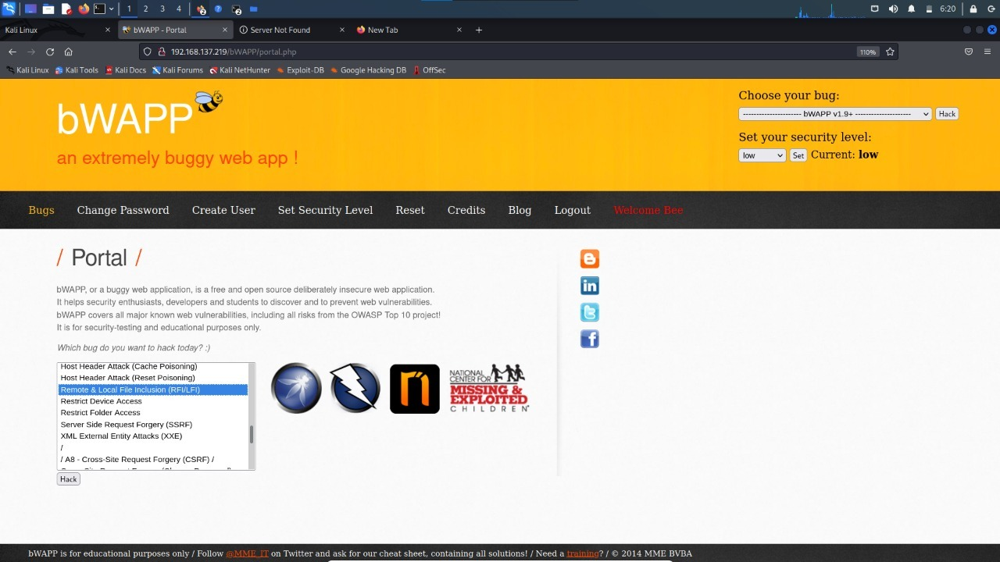 1 2 3 4 6:20
Kali Linux bWAPP - Portal Server Not Found New Tab
192.168.137.219/bWAPP/portal.php 110%
Kali Linux Kali Tools Kali Docs Kali Forums Kali NetHunter Exploit-DB Google Hacking DB OffSec
bWAPP
an extremely buggy web app !
Choose your bug:
---------------------- bWAPP v1.9+ --------------------- Hack
Set your security level:
low Set Current: low
Bugs Change Password Create User Set Security Level Reset Credits Blog Logout Welcome Bee
/ Portal /
bWAPP, or a buggy web application, is a free and open source deliberately insecure web application.
It helps security enthusiasts, developers and students to discover and to prevent web vulnerabilities.
bWAPP covers all major known web vulnerabilities, including all risks from the OWASP Top 10 project!
It is for security-testing and educational purposes only.
Which bug do you want to hack today? :)
Host Header Attack (Cache Poisoning)
Host Header Attack (Reset Poisoning)
Remote & Local File Inclusion (RFI/LFI)
Restrict Device Access
Restrict Folder Access
Server Side Request Forgery (SSRF)
XML External Entity Attacks (XXE)
/
/ A8 - Cross-Site Request Forgery (CSRF) /
Hack
NATIONAL
CENTER FOR
MISSING &
EXPLOITED
CHILDREN
bWAPP is for educational purposes only / Follow @MME_IT on Twitter and ask for our cheat sheet, containing all solutions! / Need a training? / © 2014 MME BVBA